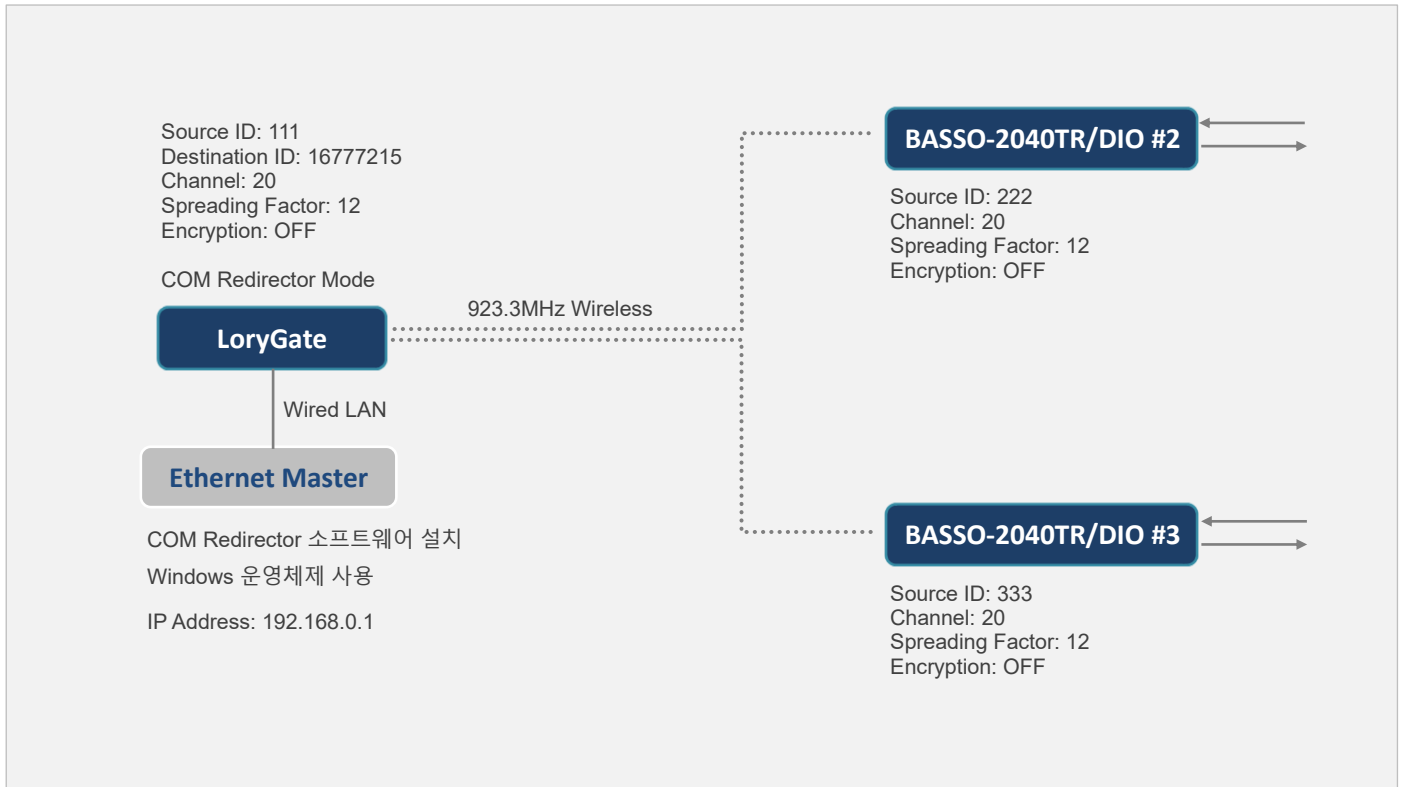 Source ID: 111
Destination ID: 16777215
Channel: 20
Spreading Factor: 12
Encryption: OFF
COM Redirector Mode
LoryGate
Wired LAN
Ethernet Master
COM Redirector 소프트웨어 설치
Windows 운영체제 사용
IP Address: 192.168.0.1
923.3MHz Wireless
BASSO-2040TR/DIO #2
Source ID: 222
Channel: 20
Spreading Factor: 12
Encryption: OFF
BASSO-2040TR/DIO #3
Source ID: 333
Channel: 20
Spreading Factor: 12
Encryption: OFF